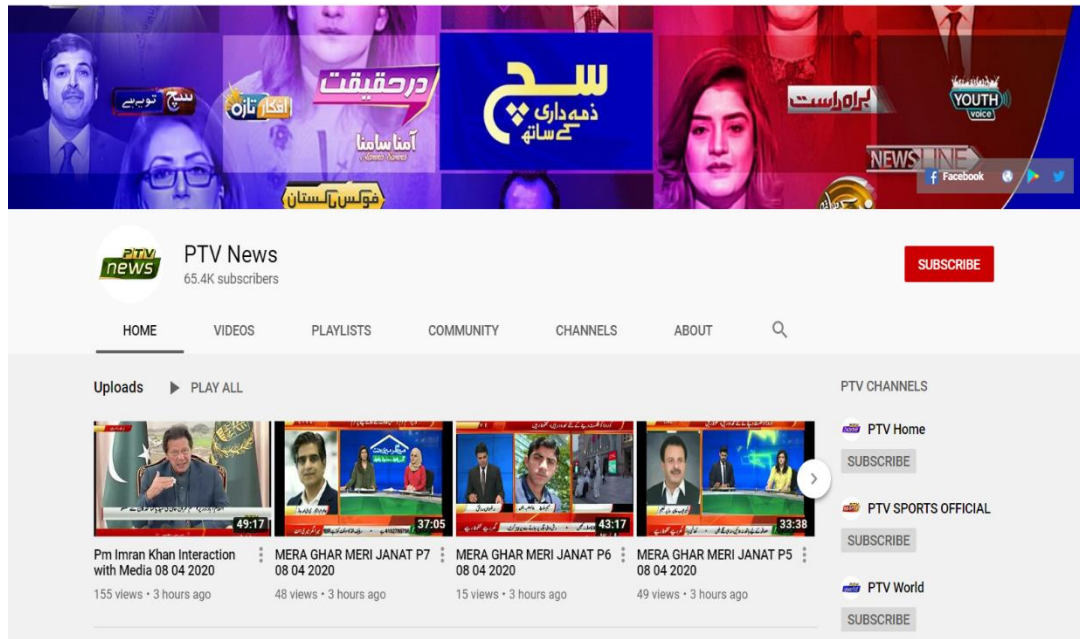 سچ تو یہ ہے
افکار تازہ
درحقیقت
آمنا سامنا
سچ
ذمہ داری
کے ساتھ
براہ راست
YOUTH
voice
NEWSLINE
Facebook
PTV
news
PTV News
65.4K subscribers
SUBSCRIBE
HOME VIDEOS PLAYLISTS COMMUNITY CHANNELS ABOUT
Uploads PLAY ALL
PTV CHANNELS
49:17
37:05
43:17
33:38
Pm Imran Khan Interaction
with Media 08 04 2020
155 views • 3 hours ago
MERA GHAR MERI JANAT P7
08 04 2020
48 views • 3 hours ago
MERA GHAR MERI JANAT P6
08 04 2020
15 views • 3 hours ago
MERA GHAR MERI JANAT P5
08 04 2020
49 views • 3 hours ago
PTV Home
SUBSCRIBE
PTV SPORTS OFFICIAL
SUBSCRIBE
PTV World
SUBSCRIBE